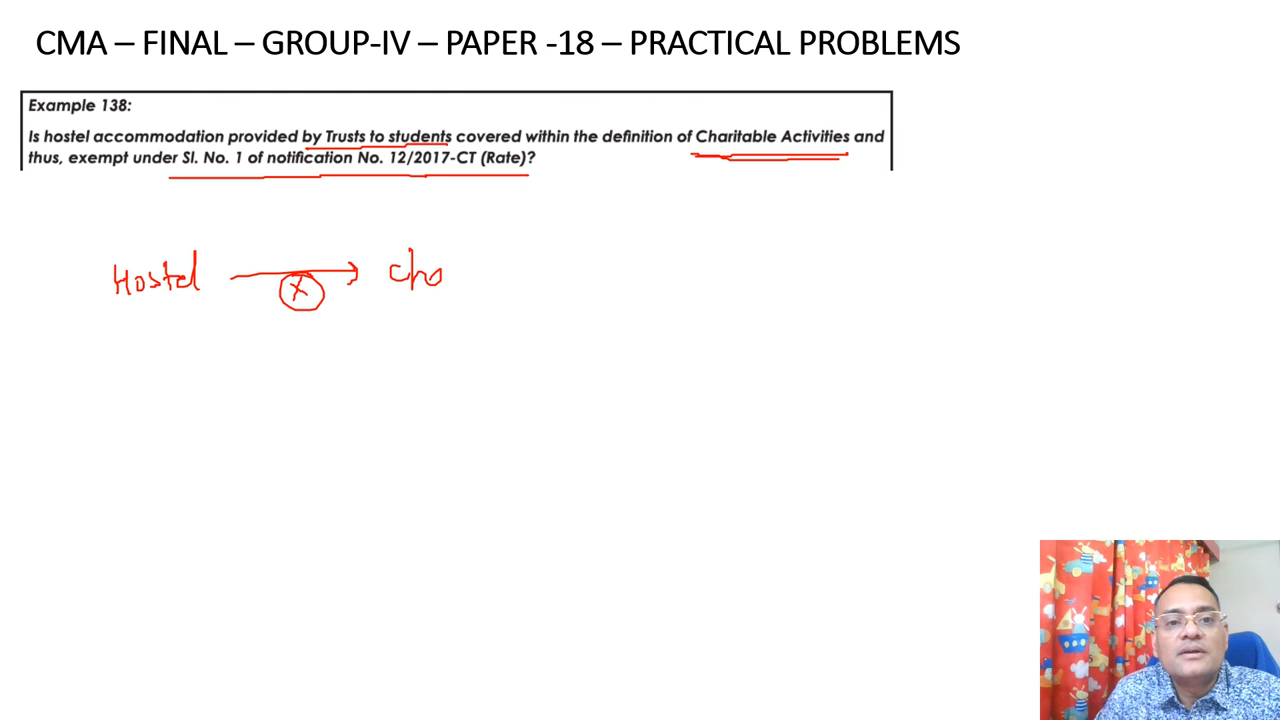 CMA – FINAL – GROUP-IV – PAPER -18 – PRACTICAL PROBLEMS
Example 138:
Is hostel accommodation provided by Trusts to students covered within the definition of Charitable Activities and
thus, exempt under Sl. No. 1 of notification No. 12/2017-CT (Rate)?
Hostel X Cha